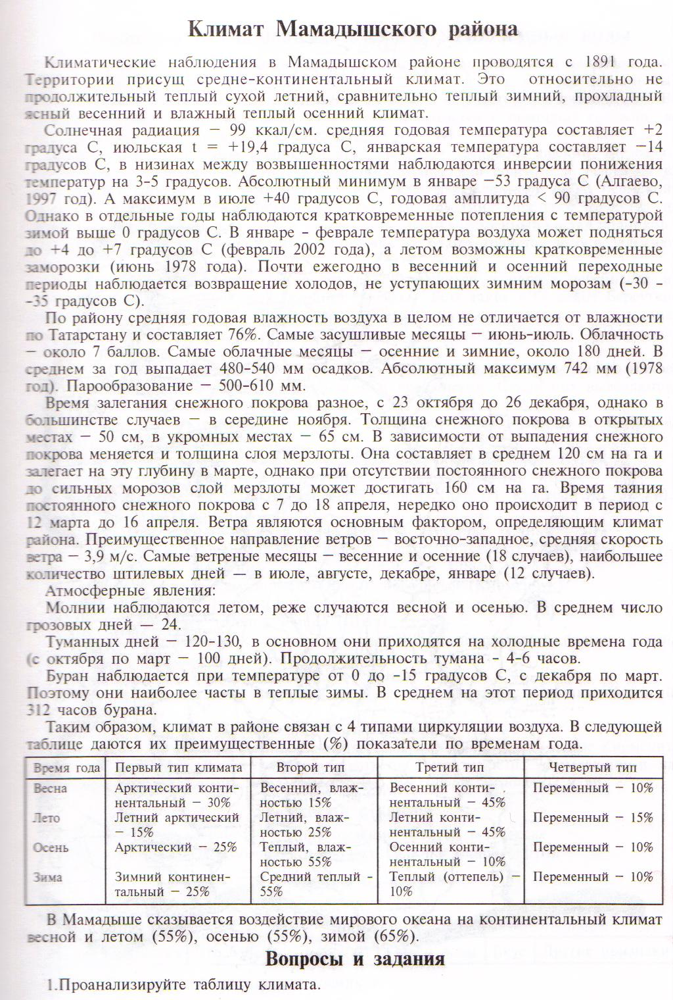 Климат Мамадышского района
Климатические наблюдения в Мамадышском районе проводятся с 1891 года.
Территории присущ средне-континентальный климат. Это относительно не
продолжительный теплый сухой летний, сравнительно теплый зимний, прохладный
ясный весенний и влажный теплый осенний климат.
Солнечная радиация – 99 ккал/см. средняя годовая температура составляет +2
градуса С, июльская t = +19,4 градуса С, январская температура составляет –14
градусов С, в низинах между возвышенностями наблюдаются инверсии понижения
температур на 3-5 градусов. Абсолютный минимум в январе –53 градуса С (Алгаево,
1997 год). А максимум в июле +40 градусов С, годовая амплитуда < 90 градусов С.
Однако в отдельные годы наблюдаются кратковременные потепления с температурой
зимой выше 0 градусов С. В январе - феврале температура воздуха может подняться
до +4 до +7 градусов С (февраль 2002 года), а летом возможны кратковременные
заморозки (июнь 1978 года). Почти ежегодно в весенний и осенний переходные
периоды наблюдается возвращение холодов, не уступающих зимним морозам (-30 -
-35 градусов С).
По району средняя годовая влажность воздуха в целом не отличается от влажности
по Татарстану и составляет 76%. Самые засушливые месяцы – июнь-июль. Облачность
– около 7 баллов. Самые облачные месяцы – осенние и зимние, около 180 дней. В
среднем за год выпадает 480-540 мм осадков. Абсолютный максимум 742 мм (1978
год). Парообразование – 500-610 мм.
Время залегания снежного покрова разное, с 23 октября до 26 декабря, однако в
большинстве случаев – в середине ноября. Толщина снежного покрова в открытых
местах – 50 см, в укромных местах – 65 см. В зависимости от выпадения снежного
покрова меняется и толщина слоя мерзлоты. Она составляет в среднем 120 см на га и
залегает на эту глубину в марте, однако при отсутствии постоянного снежного покрова
до сильных морозов слой мерзлоты может достигать 160 см на га. Время таяния
постоянного снежного покрова с 7 до 18 апреля, нередко оно происходит в период с
12 марта до 16 апреля. Ветра являются основным фактором, определяющим климат
района. Преимущественное направление ветров – восточно-западное, средняя скорость
ветра – 3,9 м/с. Самые ветреные месяцы – весенние и осенние (18 случаев), наибольшее
количество штилевых дней — в июле, августе, декабре, январе (12 случаев).
Атмосферные явления:
Молнии наблюдаются летом, реже случаются весной и осенью. В среднем число
грозовых дней — 24.
Туманных дней – 120-130, в основном они приходятся на холодные времена года
(с октября по март – 100 дней). Продолжительность тумана - 4-6 часов.
Буран наблюдается при температуре от 0 до -15 градусов С, с декабря по март.
Поэтому они наиболее часты в теплые зимы. В среднем на этот период приходится
312 часов бурана.
Таким образом, климат в районе связан с 4 типами циркуляции воздуха. В следующей
таблице даются их преимущественные (%) показатели по временам года.
Время года Первый тип климата Второй тип Третий тип Четвертый тип
Весна Арктический конти- Весенний, влаж- Весенний конти- Переменный – 10%
нентальный – 30% ностью 15% нентальный – 45%
Лето Летний арктический Летний, влаж- Летний конти- Переменный – 15%
– 15% ностью 25% нентальный – 45%
Осень Арктический – 25% Теплый, влаж- Осенний конти- Переменный – 10%
ностью 55% нентальный – 10%
Зима Зимний континен- Средний теплый - Теплый (оттепель) – Переменный – 10%
тальный – 25% 55% 10%
В Мамадыше сказывается воздействие мирового океана на континентальный климат
весной и летом (55%), осенью (55%), зимой (65%).
Вопросы и задания
1.Проанализируйте таблицу климата.